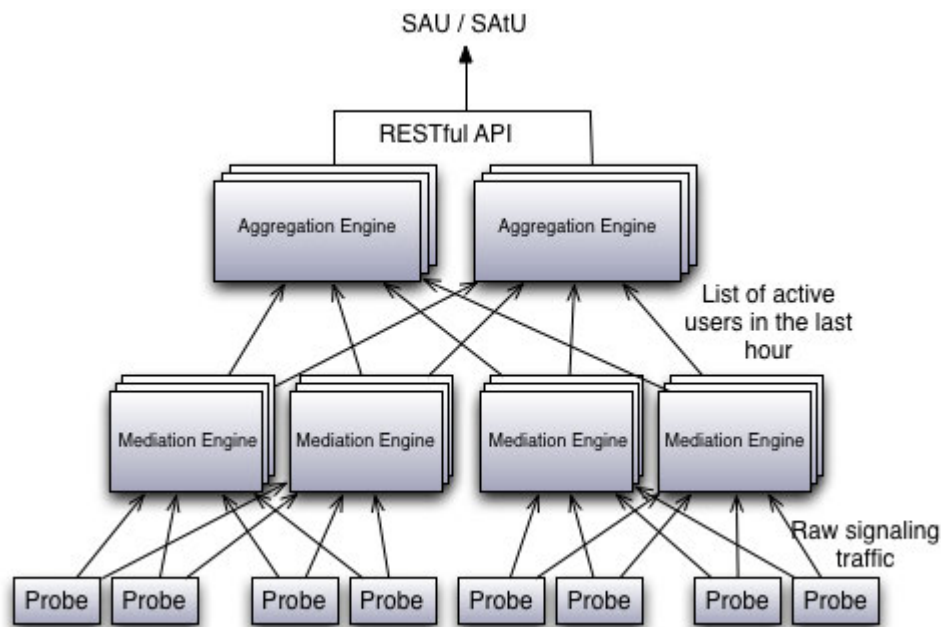 SAU / SAtU
RESTful API
Aggregation Engine
Aggregation Engine
List of active
users in the last
hour
Mediation Engine
Mediation Engine
Mediation Engine
Mediation Engine
Raw signaling
traffic
Probe
Probe
Probe
Probe
Probe
Probe
Probe
Probe